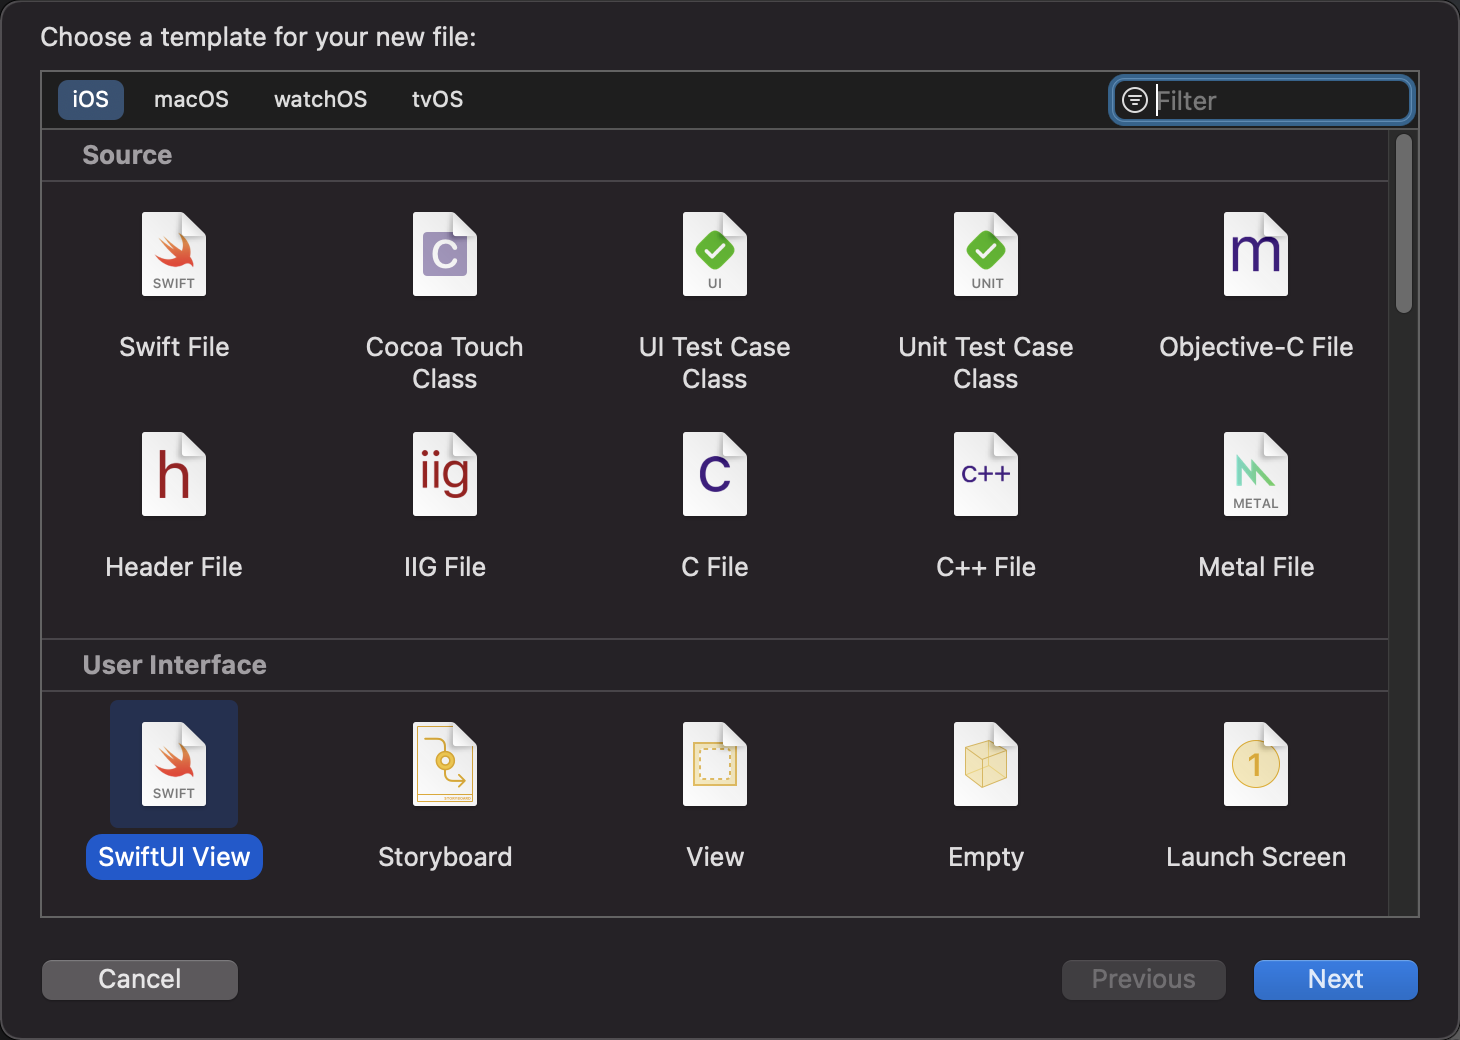 Choose a template for your new file:
iOS macOS watchOS tvOS Filter
Source
SWIFT C UI UNIT m
Swift File Cocoa Touch Class UI Test Case Class Unit Test Case Class Objective-C File
h iig C C++ METAL
Header File IIG File C File C++ File Metal File
User Interface
SWIFT 1
SwiftUI View Storyboard View Empty Launch Screen
Cancel Previous Next